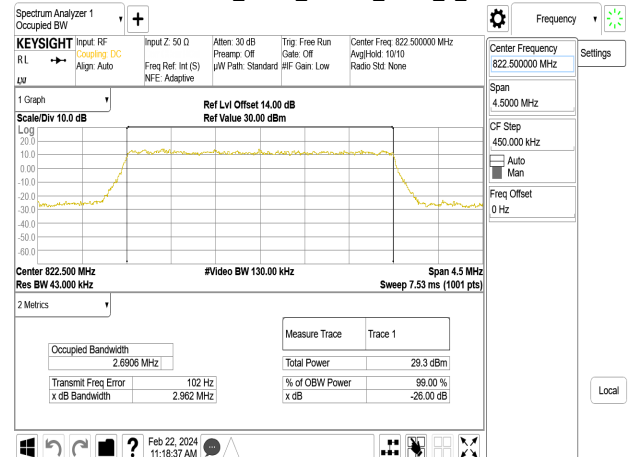 Spectrum Analyzer 1
Occupied BW
Frequency
KEYSIGHT
Input: RF
Input Z: 50 Ω
Atten: 30 dB
Trig: Free Run
Center Freq: 822.500000 MHz
RL
Coupling: DC
Preamp: Off
Gate: Off
Avg|Hold: 10/10
Align: Auto
Freq Ref: Int (S)
µW Path: Standard
#IF Gain: Low
Radio Std: None
NFE: Adaptive
Center Frequency
822.500000 MHz
Settings
Span
4.5000 MHz
CF Step
450.000 kHz
Auto
Man
Freq Offset
0 Hz
Local
1 Graph
Ref Lvl Offset 14.00 dB
Scale/Div 10.0 dB
Ref Value 30.00 dBm
Log
20.0
10.0
0.00
-10.0
-20.0
-30.0
-40.0
-50.0
-60.0
Center 822.500 MHz
#Video BW 130.00 kHz
Span 4.5 MHz
Res BW 43.000 kHz
Sweep 7.53 ms (1001 pts)
2 Metrics
Measure Trace
Trace 1
Occupied Bandwidth
2.6906 MHz
Total Power
29.3 dBm
Transmit Freq Error
102 Hz
% of OBW Power
99.00 %
x dB Bandwidth
2.962 MHz
x dB
-26.00 dB
?
Feb 22, 2024
11:18:37 AM